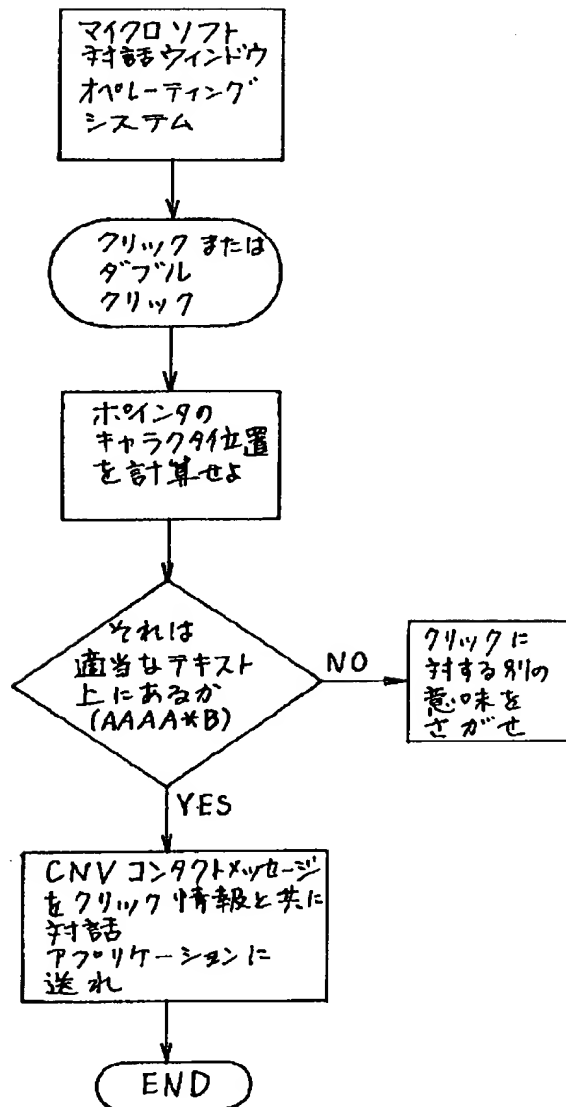 マイクロソフト
対話ウィンドウ
オペレーティング
システム
クリックまたは
ダブル
クリック
ポインタの
キャラクタ位置
を計算せよ
それは
適当なテキスト
上にあるか
(AAAA*B)
NO
クリックに
対する別の
意味を
さがせ
YES
CNVコンタクトメッセージ
をクリック情報と共に
対話
アプリケーションに
送れ
END